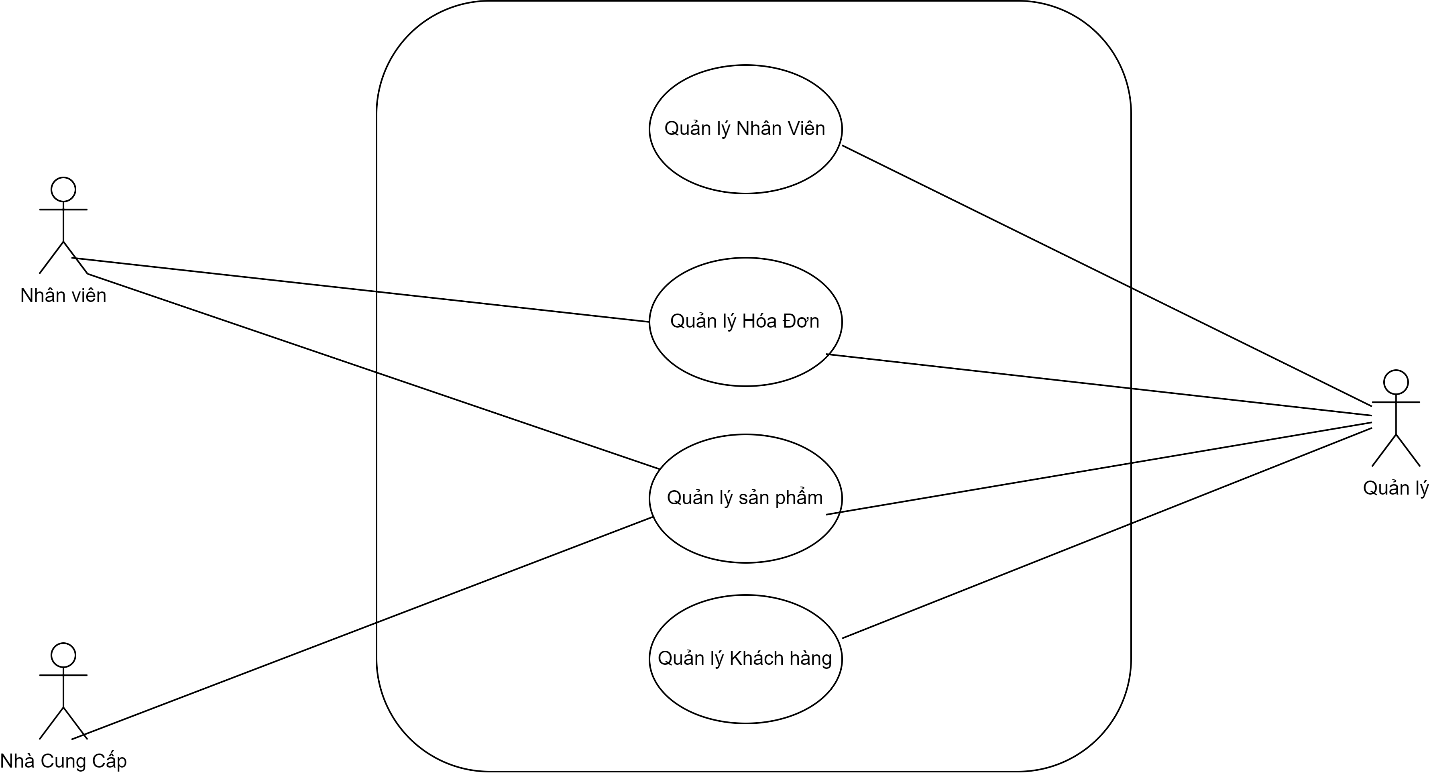 Quản lý Nhân Viên
Nhân viên
Quản lý Hóa Đơn
Quản lý
Quản lý sản phẩm
Quản lý Khách hàng
Nhà Cung Cấp